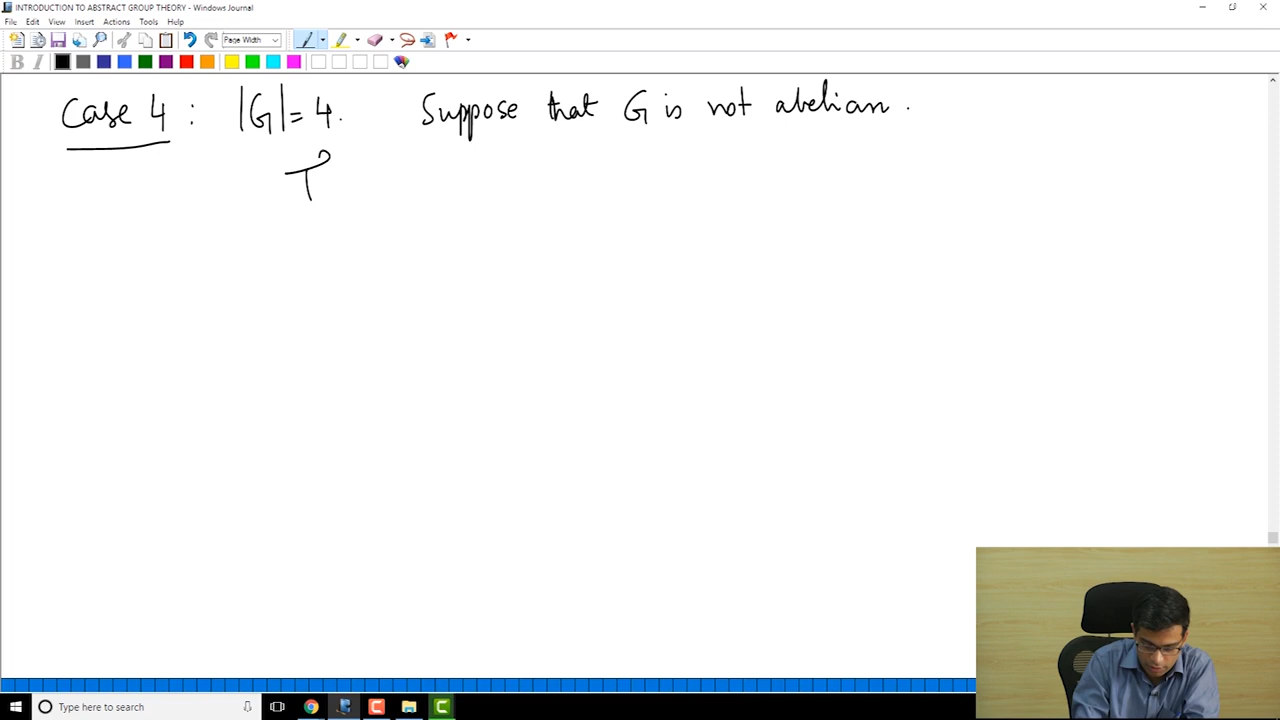 INTRODUCTION TO ABSTRACT GROUP THEORY - Windows Journal
File Edit View Insert Actions Tools Help
Page Width
B I
Case 4 : |G| = 4. Suppose that G is not abelian.
T
Type here to search